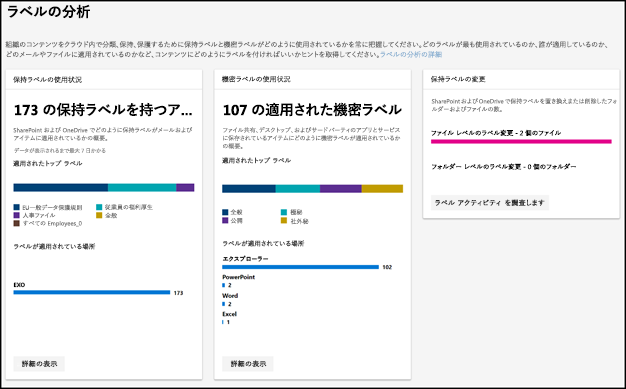 ラベルの分析
組織のコンテンツをクラウド内で分類、保持、保護するために保持ラベルと機密ラベルがどのように使用されているかを常に把握してください。どのラベルが最も使用されているのか、誰が適用しているのか、
どのメールやファイルに適用されているのかなど、コンテンツにどのようにラベルを付ければいいかヒントを取得してください。ラベルの分析の詳細
保持ラベルの使用状況
173 の保持ラベルを持つア...
SharePoint および OneDrive でどのように保持ラベルがメールおよび
アイテムに適用されているかの概要。
データが表示されるまで最大 7 日かかる
適用されたトップ ラベル
EU 一般データ保護規則
従業員の福利厚生
人事ファイル
全般
すべての Employees_0
ラベルが適用されている場所
EXO
173
詳細の表示
機密ラベルの使用状況
107 の適用された機密ラベル
ファイル共有、デスクトップ、およびサードパーティのアプリとサービス
に保存されているアイテムにどのように機密ラベルが適用されているか
の概要。
適用されたトップ ラベル
全般
機密
公開
社外秘
ラベルが適用されている場所
エクスプローラー
102
PowerPoint
2
Word
2
Excel
1
詳細の表示
保持ラベルの変更
SharePoint および OneDrive で保持ラベルを置き換えまたは削除したフォ
ルダーおよびファイルの数。
ファイル レベルのラベル変更 - 2 個のファイル
フォルダー レベルのラベル変更 - 0 個のフォルダー
ラベル アクティビティ を調査します